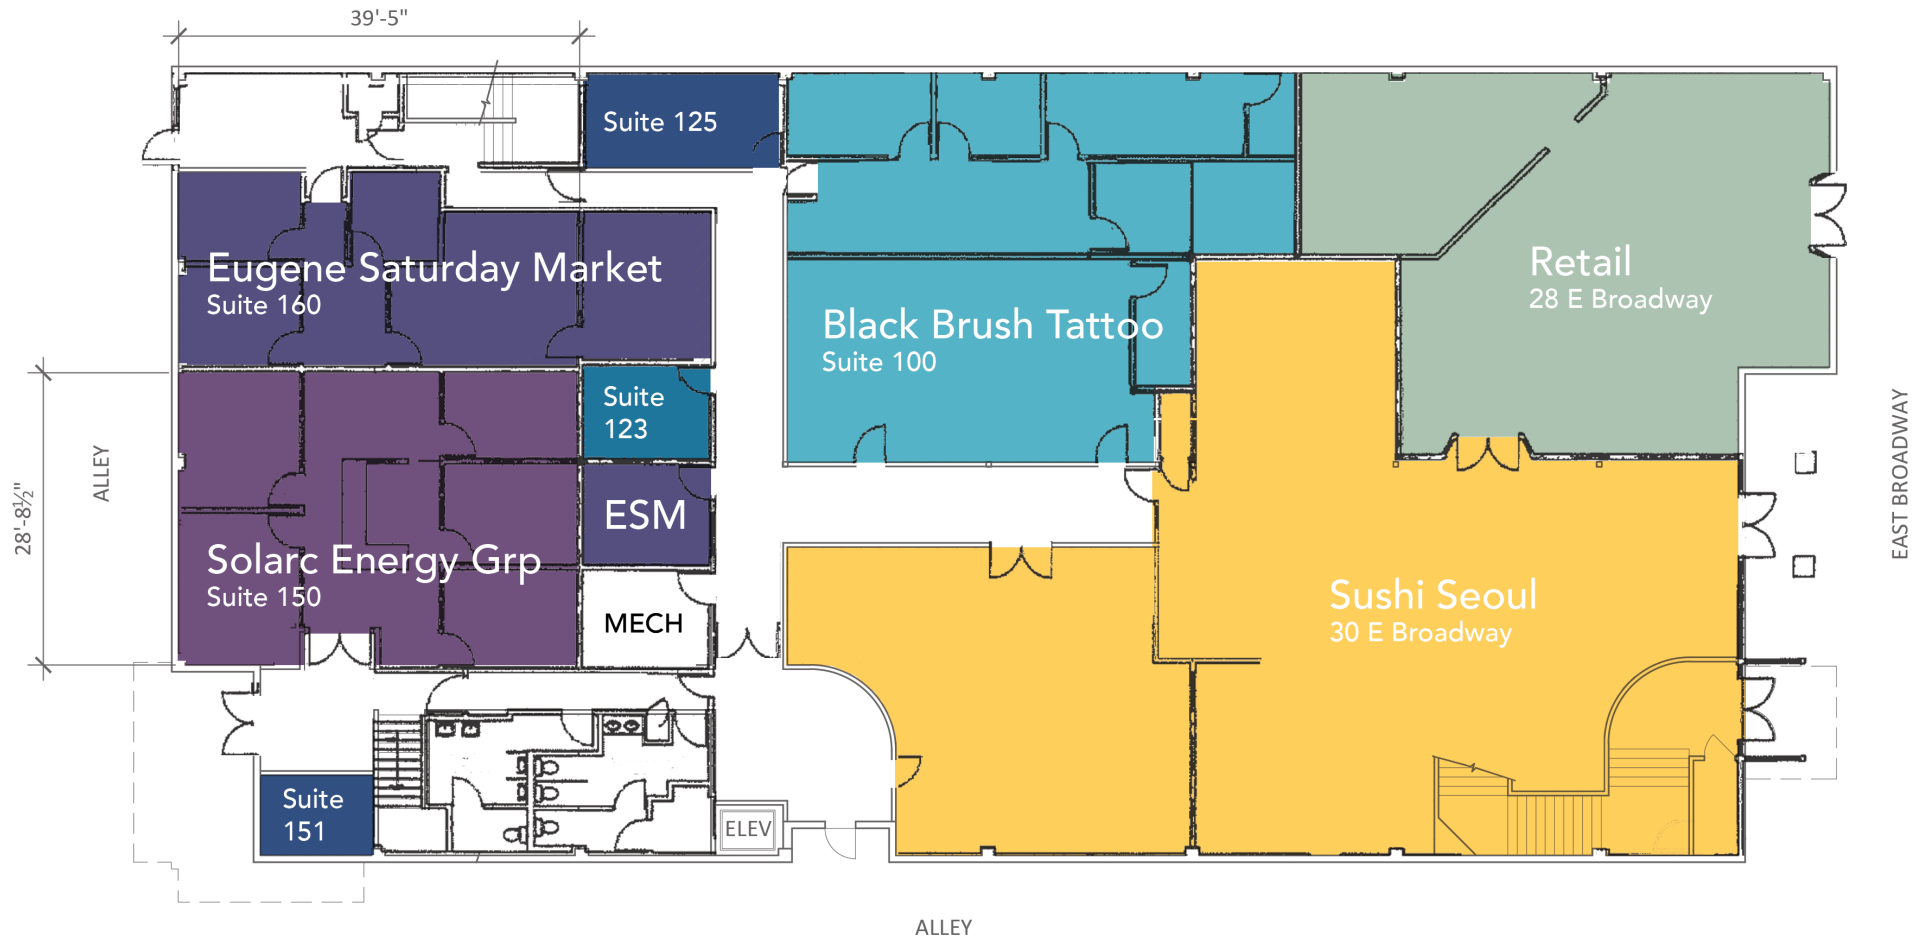 39'-5"
Suite 125
Eugene Saturday Market
Suite 160
Retail
28 E Broadway
Black Brush Tattoo
Suite 100
Suite
123
ALLEY
28'-8½"
EAST BROADWAY
ESM
Solarc Energy Grp
Suite 150
MECH
Sushi Seoul
30 E Broadway
Suite
151
ELEV
ALLEY